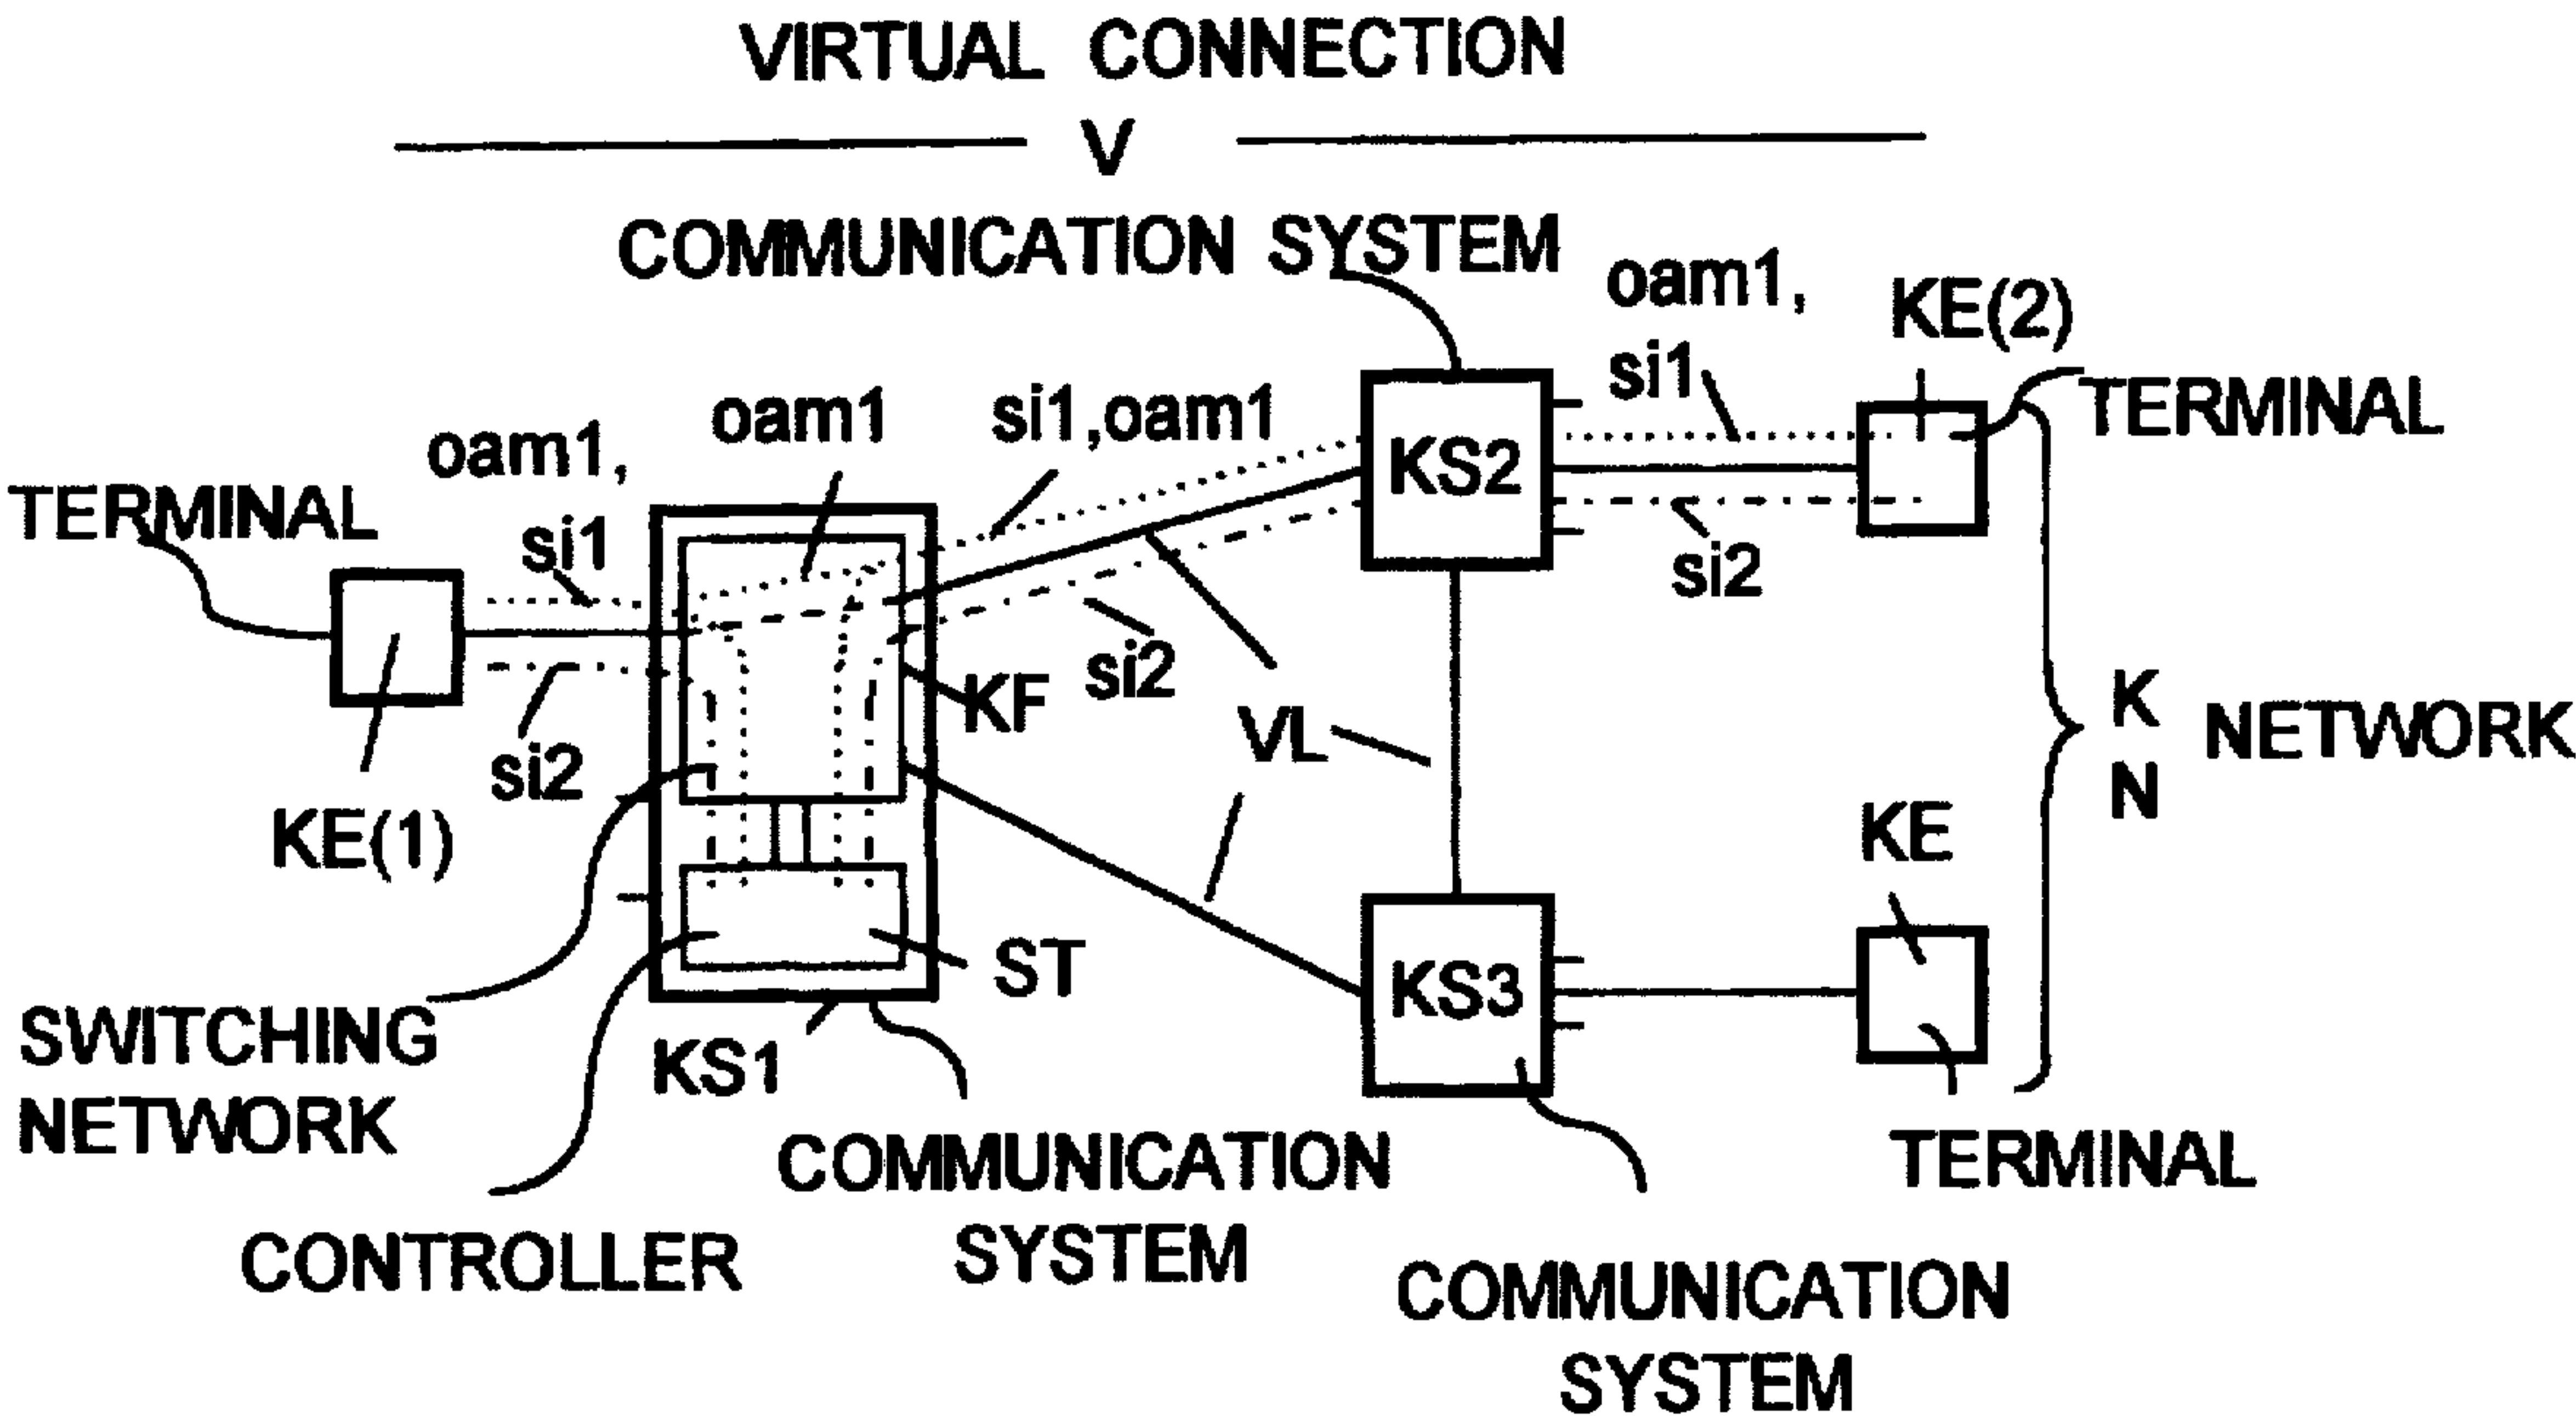 VIRTUAL CONNECTION
V
COMMUNICATION SYSTEM
oam1,
si1
KE(2)
TERMINAL
oam1,
si1
oam1
si1,oam1
KS2
TERMINAL
si2
si2
si2
KF
VL
K
N
NETWORK
KE(1)
KE
ST
KS3
SWITCHING
NETWORK
KS1
COMMUNICATION
SYSTEM
TERMINAL
CONTROLLER
COMMUNICATION
SYSTEM